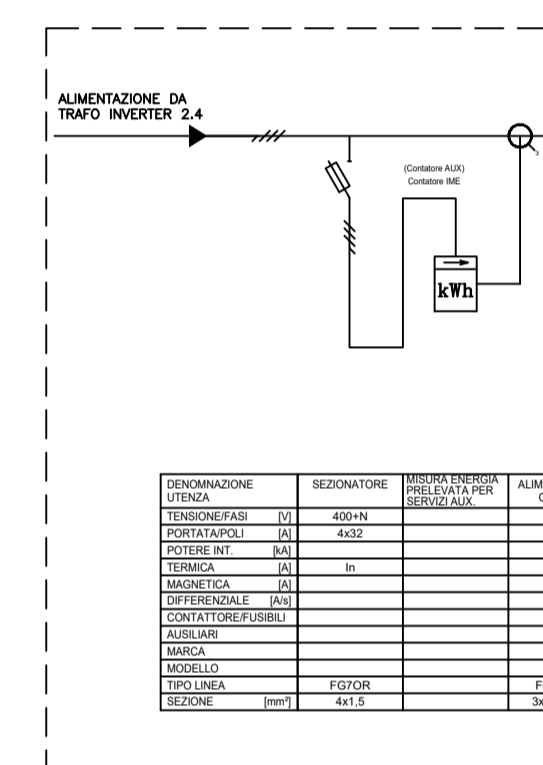 ALIMENTAZIONE DA
TRAFO INVERTER 2.4
3
(Contatore AUX)
Contatore IME
kWh
DENOMNAZIONE UTENZA SEZIONATORE MISURA ENERGIA PRELEVATA PER SERVIZI AUX.
TENSIONE/FASI [V] 400+N
PORTATA/POLI [A] 4x32
POTERE INT. [kA]
TERMICA [A] In
MAGNETICA [A]
DIFFERENZIALE [A/s]
CONTATTORE/FUSIBILI
AUSILIARI
MARCA
MODELLO
TIPO LINEA FG7OR F
SEZIONE [mm²] 4x1,5 3x